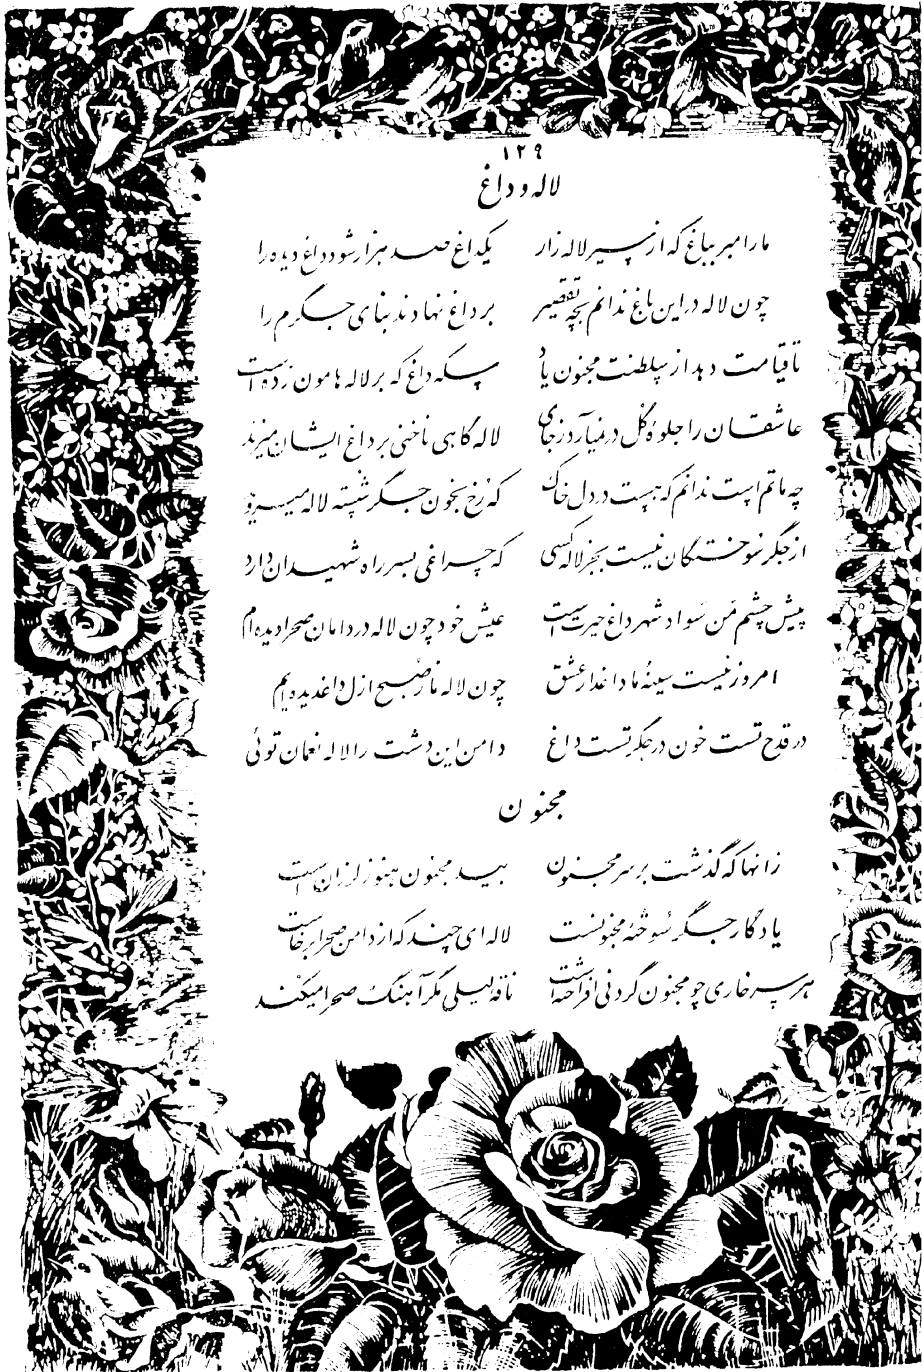 ۱۲۹
لاله و داغ
ما را مبر بباغ که از سیر لاله زار یکداغ صد هزار شود داغ دیده را
چون لاله در این باغ ندانم بچه تقصیر بر داغ نهادند بنای جگرم را
تا قیامت دهد از سلطنت مجنون یاد سکه داغ که بر لاله هامون زده است
عاشقان را جلوهٔ گل در نمیآرد ز جای لاله گاهی ناخنی بر داغ ایشان میزند
چه ماتم است ندانم که هست در دل خاک که رخ بخون جگر شسته لاله میروید
از جگر سوختگان نیست بجز لاله کسی که چراغی بسر راه شهیدان دارد
پیش چشم من سواد شهر داغ حیرت است عیش خود چون لاله در دامان صحرا دیده ام
امروز نیست سینهٔ ما داغدار عشق چون لاله ما ز صبح ازل داغدیده ایم
در قدح تست خون در جگر تست داغ دامن این دشت را لاله نعمان توئی
مجنون
زانها که گذشت بر سر مجنون بید مجنون هنوز لرزان است
یادگار جگر سوختهٔ مجنونست لاله ای چند که از دامن صحرا برخاست
هر سر خاری چو مجنون گردنی افراخته است ناقه لیلی مگر آهنگ صحرا میکند